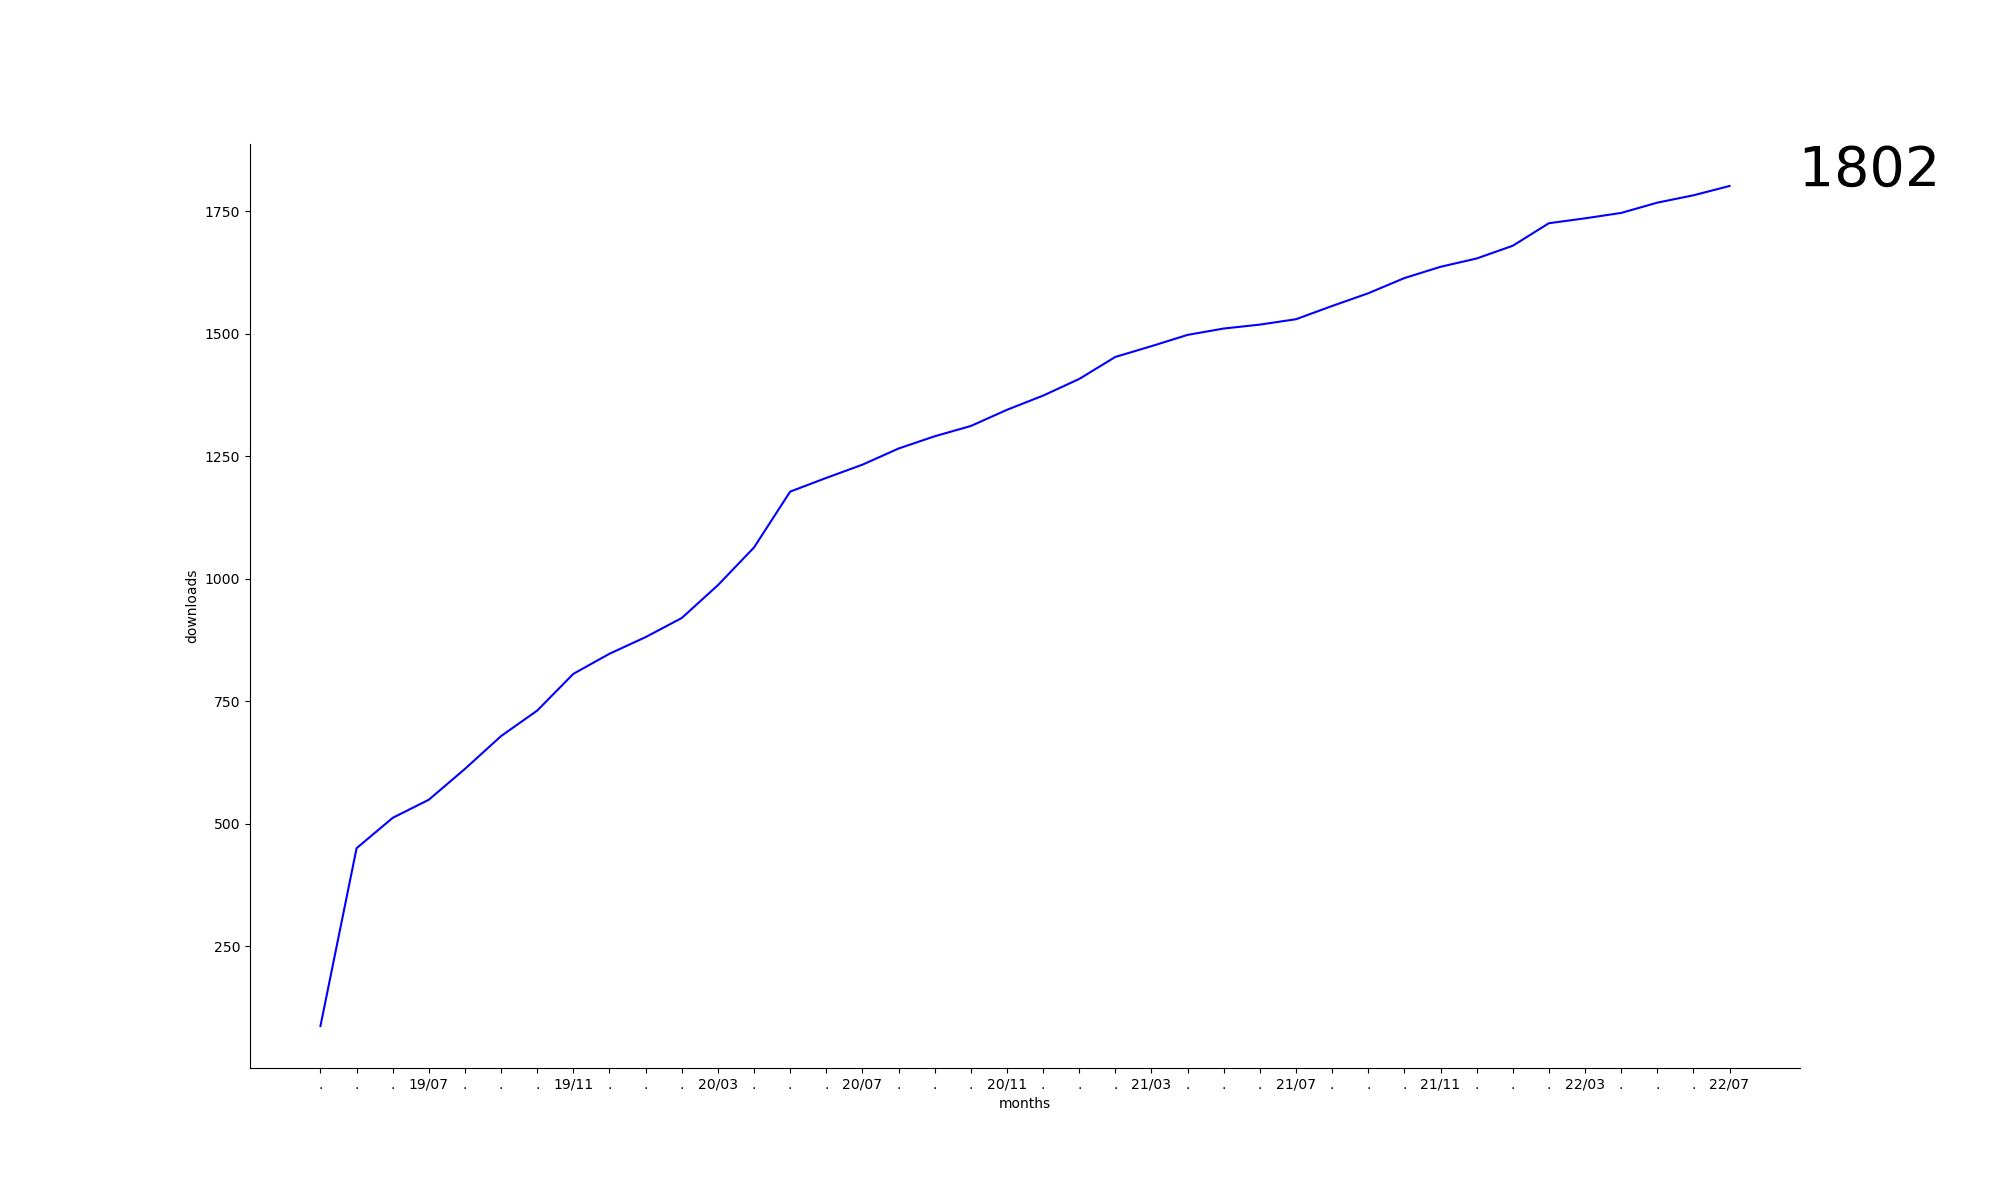 1802
1750
1500
1250
1000
750
500
250
downloads
. . . 19/07 . . . 19/11 . . . 20/03 . . . 20/07 . . . 20/11 . . . 21/03 . . . 21/07 . . . 21/11 . . . 22/03 . . . 22/07
months